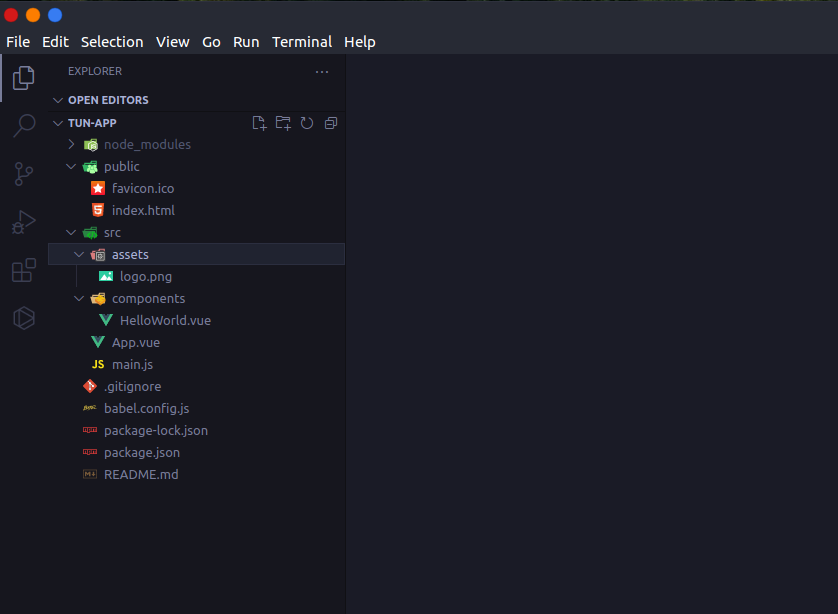 File Edit Selection View Go Run Terminal Help
EXPLORER
OPEN EDITORS
TUN-APP
node_modules
public
favicon.ico
index.html
src
assets
logo.png
components
HelloWorld.vue
App.vue
JS main.js
.gitignore
babel.config.js
package-lock.json
package.json
README.md